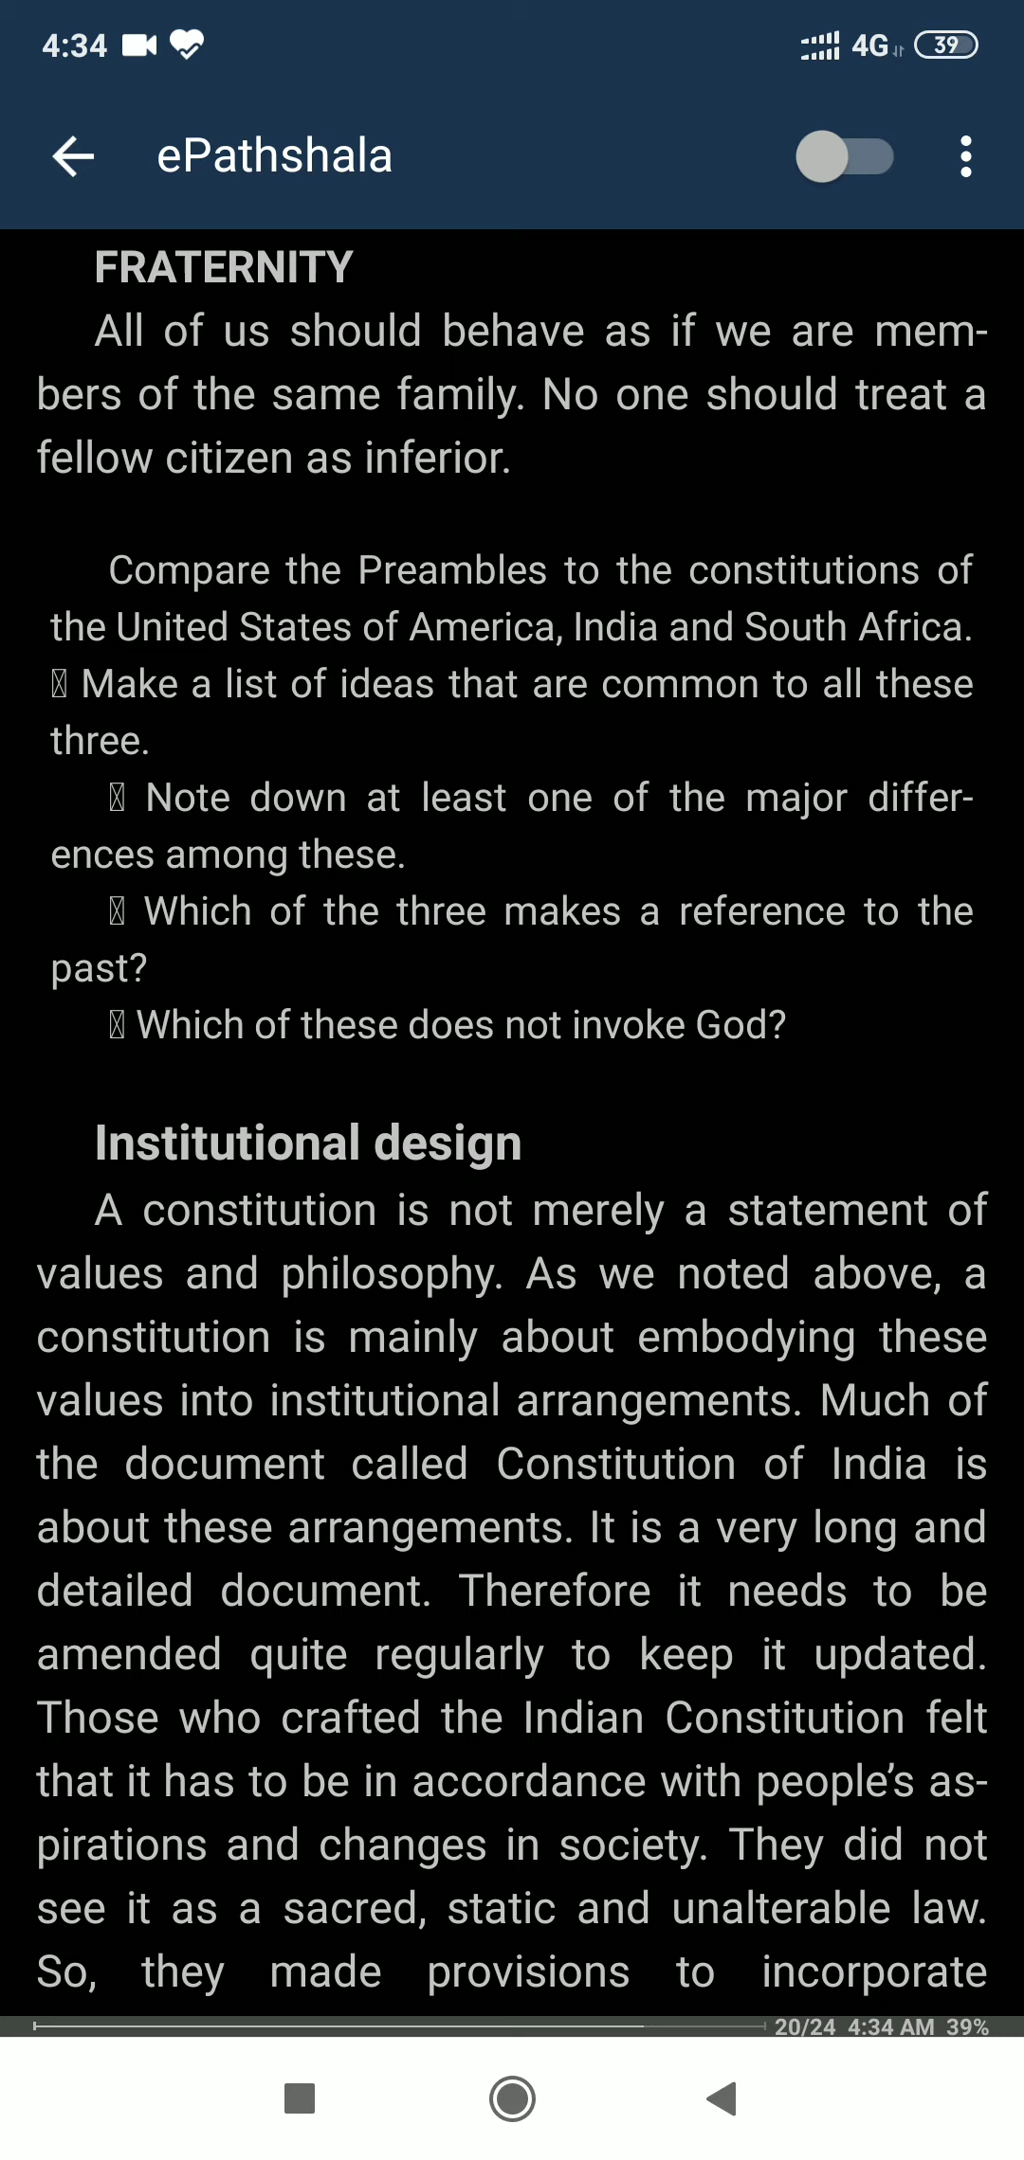 4:34 4G 39
ePathshala
FRATERNITY
All of us should behave as if we are mem-
bers of the same family. No one should treat a
fellow citizen as inferior.
Compare the Preambles to the constitutions of
the United States of America, India and South Africa.
Make a list of ideas that are common to all these
three.
Note down at least one of the major differ-
ences among these.
Which of the three makes a reference to the
past?
Which of these does not invoke God?
Institutional design
A constitution is not merely a statement of
values and philosophy. As we noted above, a
constitution is mainly about embodying these
values into institutional arrangements. Much of
the document called Constitution of India is
about these arrangements. It is a very long and
detailed document. Therefore it needs to be
amended quite regularly to keep it updated.
Those who crafted the Indian Constitution felt
that it has to be in accordance with people’s as-
pirations and changes in society. They did not
see it as a sacred, static and unalterable law.
So, they made provisions to incorporate
20/24 4:34 AM 39%